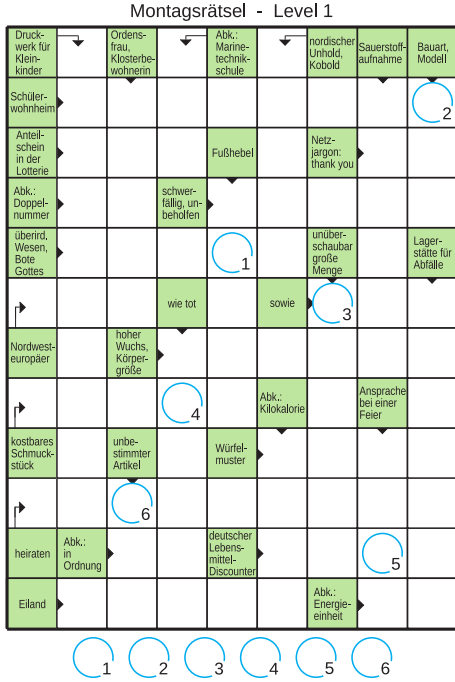 Montagsrätsel - Level 1
Druck-
werk für
Klein-
kinder
Ordens-
frau,
Klosterbe-
wohnerin
Abk.:
Marine-
technik-
schule
nordischer
Unhold,
Kobold
Sauerstoff-
aufnahme
Bauart,
Modell
Schüler-
wohnheim
2
Anteil-
schein
in der
Lotterie
Fußhebel
Netz-
jargon:
thank you
Abk.:
Doppel-
nummer
schwer-
fällig, un-
beholfen
überird,
Wesen,
Bote
Gottes
1
unüber-
schaubar
große
Menge
Lager-
stätte für
Abfälle
wie tot
sowie
3
Nordwest-
europäer
hoher
Wuchs,
Körper-
größe
4
Abk.:
Kilokalorie
Ansprache
bei einer
Feier
kostbares
Schmuck-
stück
unbe-
stimmter
Artikel
Würfel-
muster
6
heiraten
Abk.:
in
Ordnung
deutscher
Lebens-
mittel-
Discounter
5
Eiland
Abk.:
Energie-
einheit
1 2 3 4 5 6